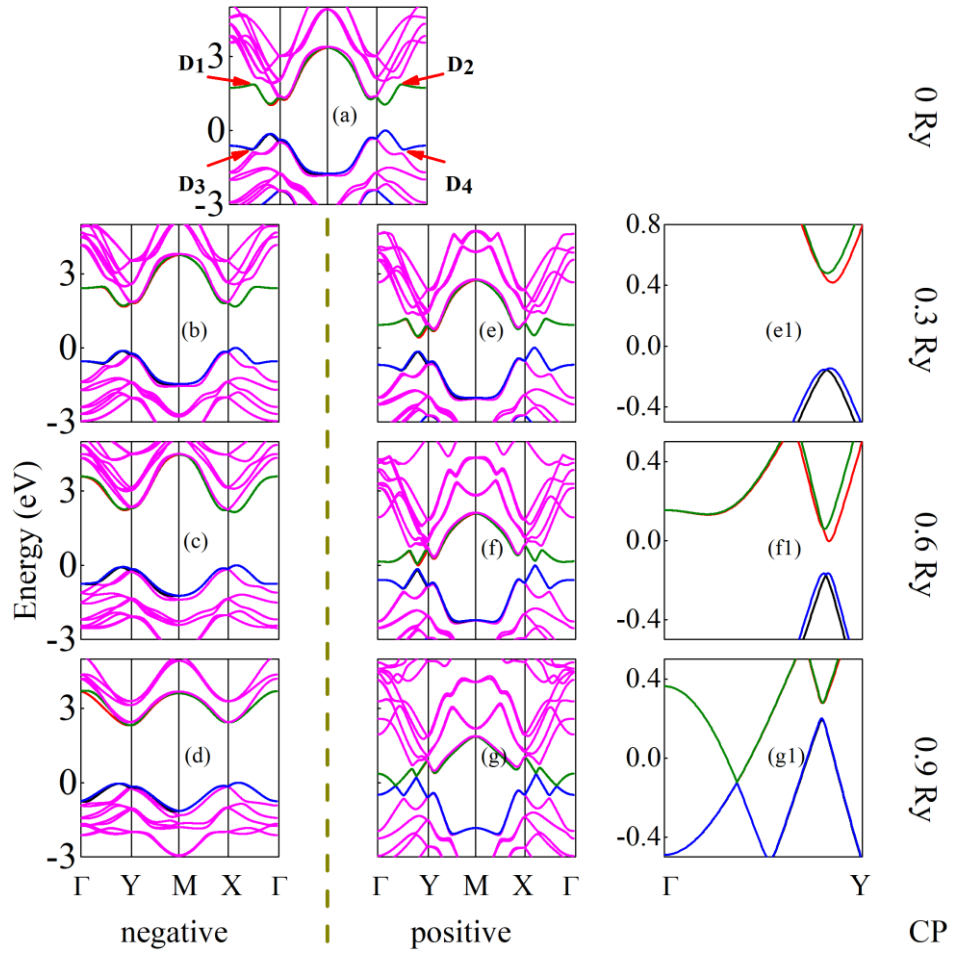 3
D1
D2
(a)
0
0 Ry
D3
D4
-3
3
0.8
(b)
(e)
0.4
(e1)
0
0.0
0.3 Ry
-3
-0.4
Energy (eV)
3
0.4
(c)
(f)
0.0
(f1)
0
0.6 Ry
-3
-0.4
3
0.4
(d)
(g)
0.0
(g1)
0
0.9 Ry
-3
-0.4
Γ Y M X Γ Γ Y M X Γ Γ Y
negative positive CP